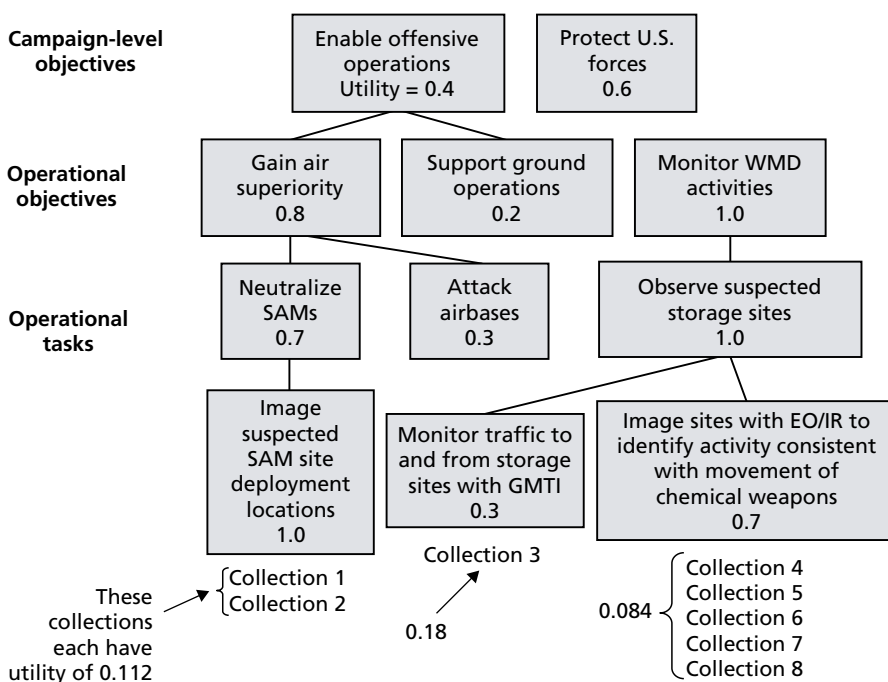 Campaign-level
objectives
Enable offensive
operations
Utility = 0.4
Protect U.S.
forces
0.6
Operational
objectives
Gain air
superiority
0.8
Support ground
operations
0.2
Monitor WMD
activities
1.0
Operational
tasks
Neutralize
SAMs
0.7
Attack
airbases
0.3
Observe suspected
storage sites
1.0
Image
suspected
SAM site
deployment
locations
1.0
Monitor traffic to
and from storage
sites with GMTI
0.3
Image sites with EO/IR to
identify activity consistent
with movement of
chemical weapons
0.7
These
collections
each have
utility of 0.112
Collection 1
Collection 2
Collection 3
0.18
0.084
Collection 4
Collection 5
Collection 6
Collection 7
Collection 8